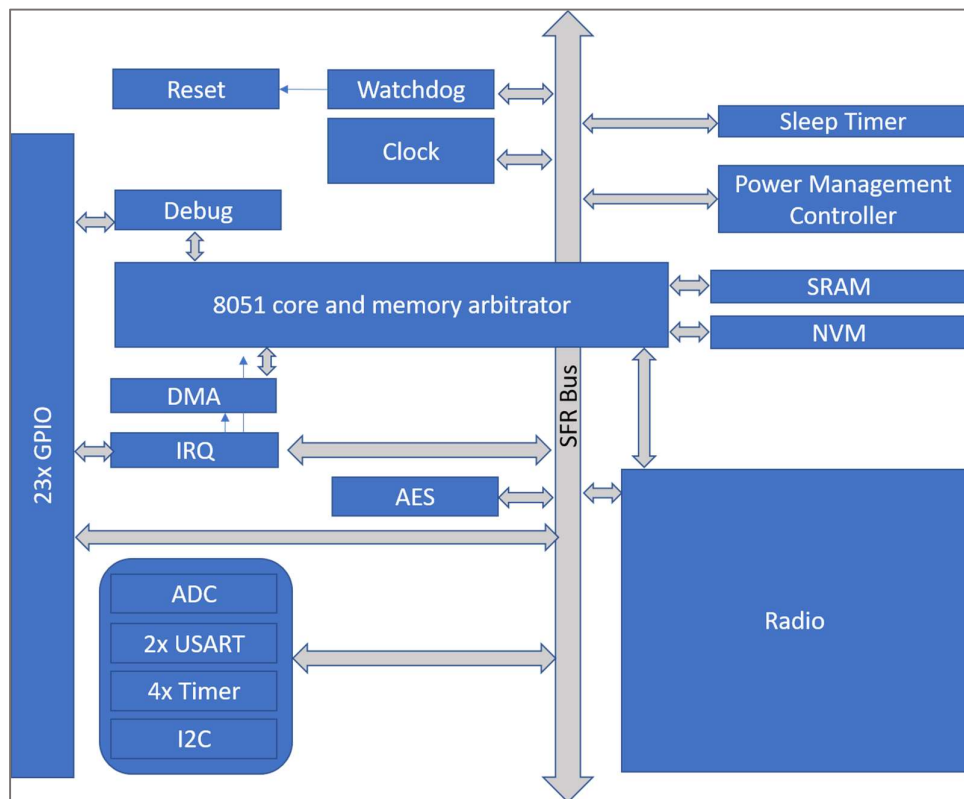 Reset
Watchdog
Clock
Sleep Timer
Power Management
Controller
Debug
8051 core and memory arbitrator
SRAM
NVM
DMA
IRQ
SFR Bus
23x GPIO
AES
Radio
ADC
2x USART
4x Timer
I2C